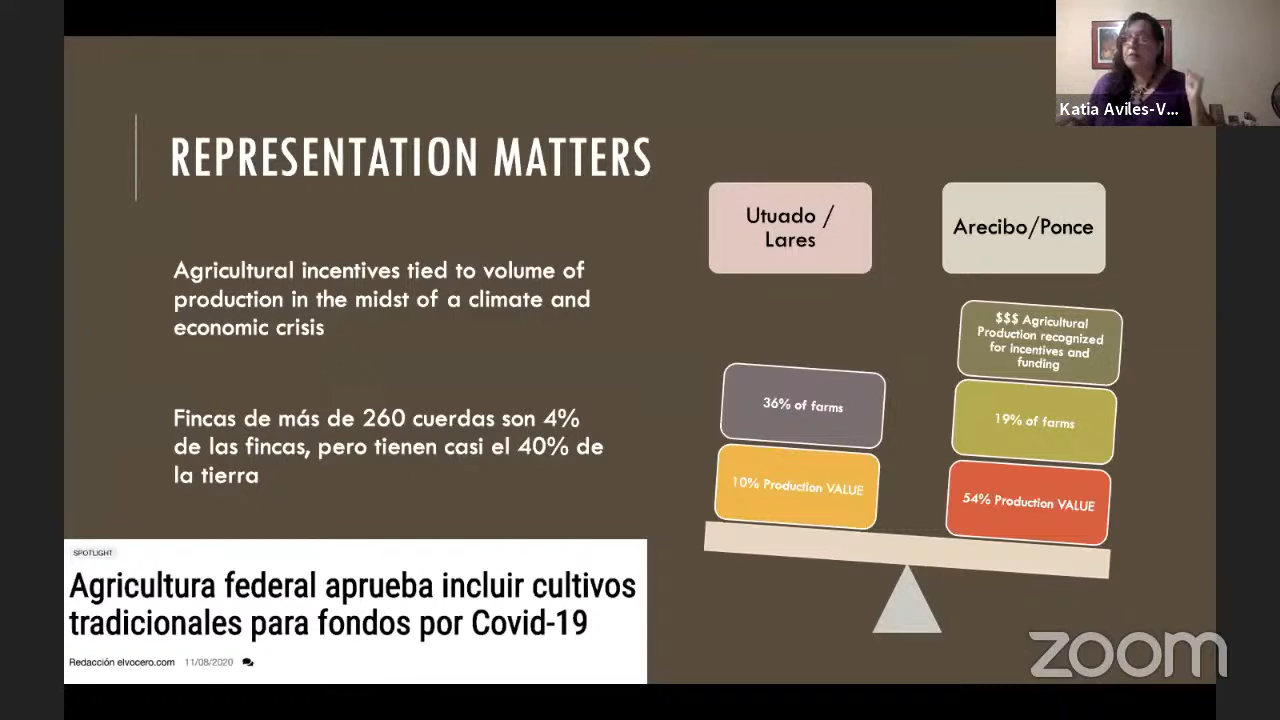 Katia Aviles-V...
REPRESENTATION MATTERS
Agricultural incentives tied to volume of
production in the midst of a climate and
economic crisis
Fincas de más de 260 cuerdas son 4%
de las fincas, pero tienen casi el 40% de
la tierra
Utuado /
Lares
36% of farms
10% Production VALUE
Arecibo/Ponce
$$$ Agricultural
Production recognized
for incentives and
funding
19% of farms
54% Production VALUE
SPOTLIGHT
Agricultura federal aprueba incluir cultivos
tradicionales para fondos por Covid-19
Redacción elvocero.com 11/08/2020
zoom